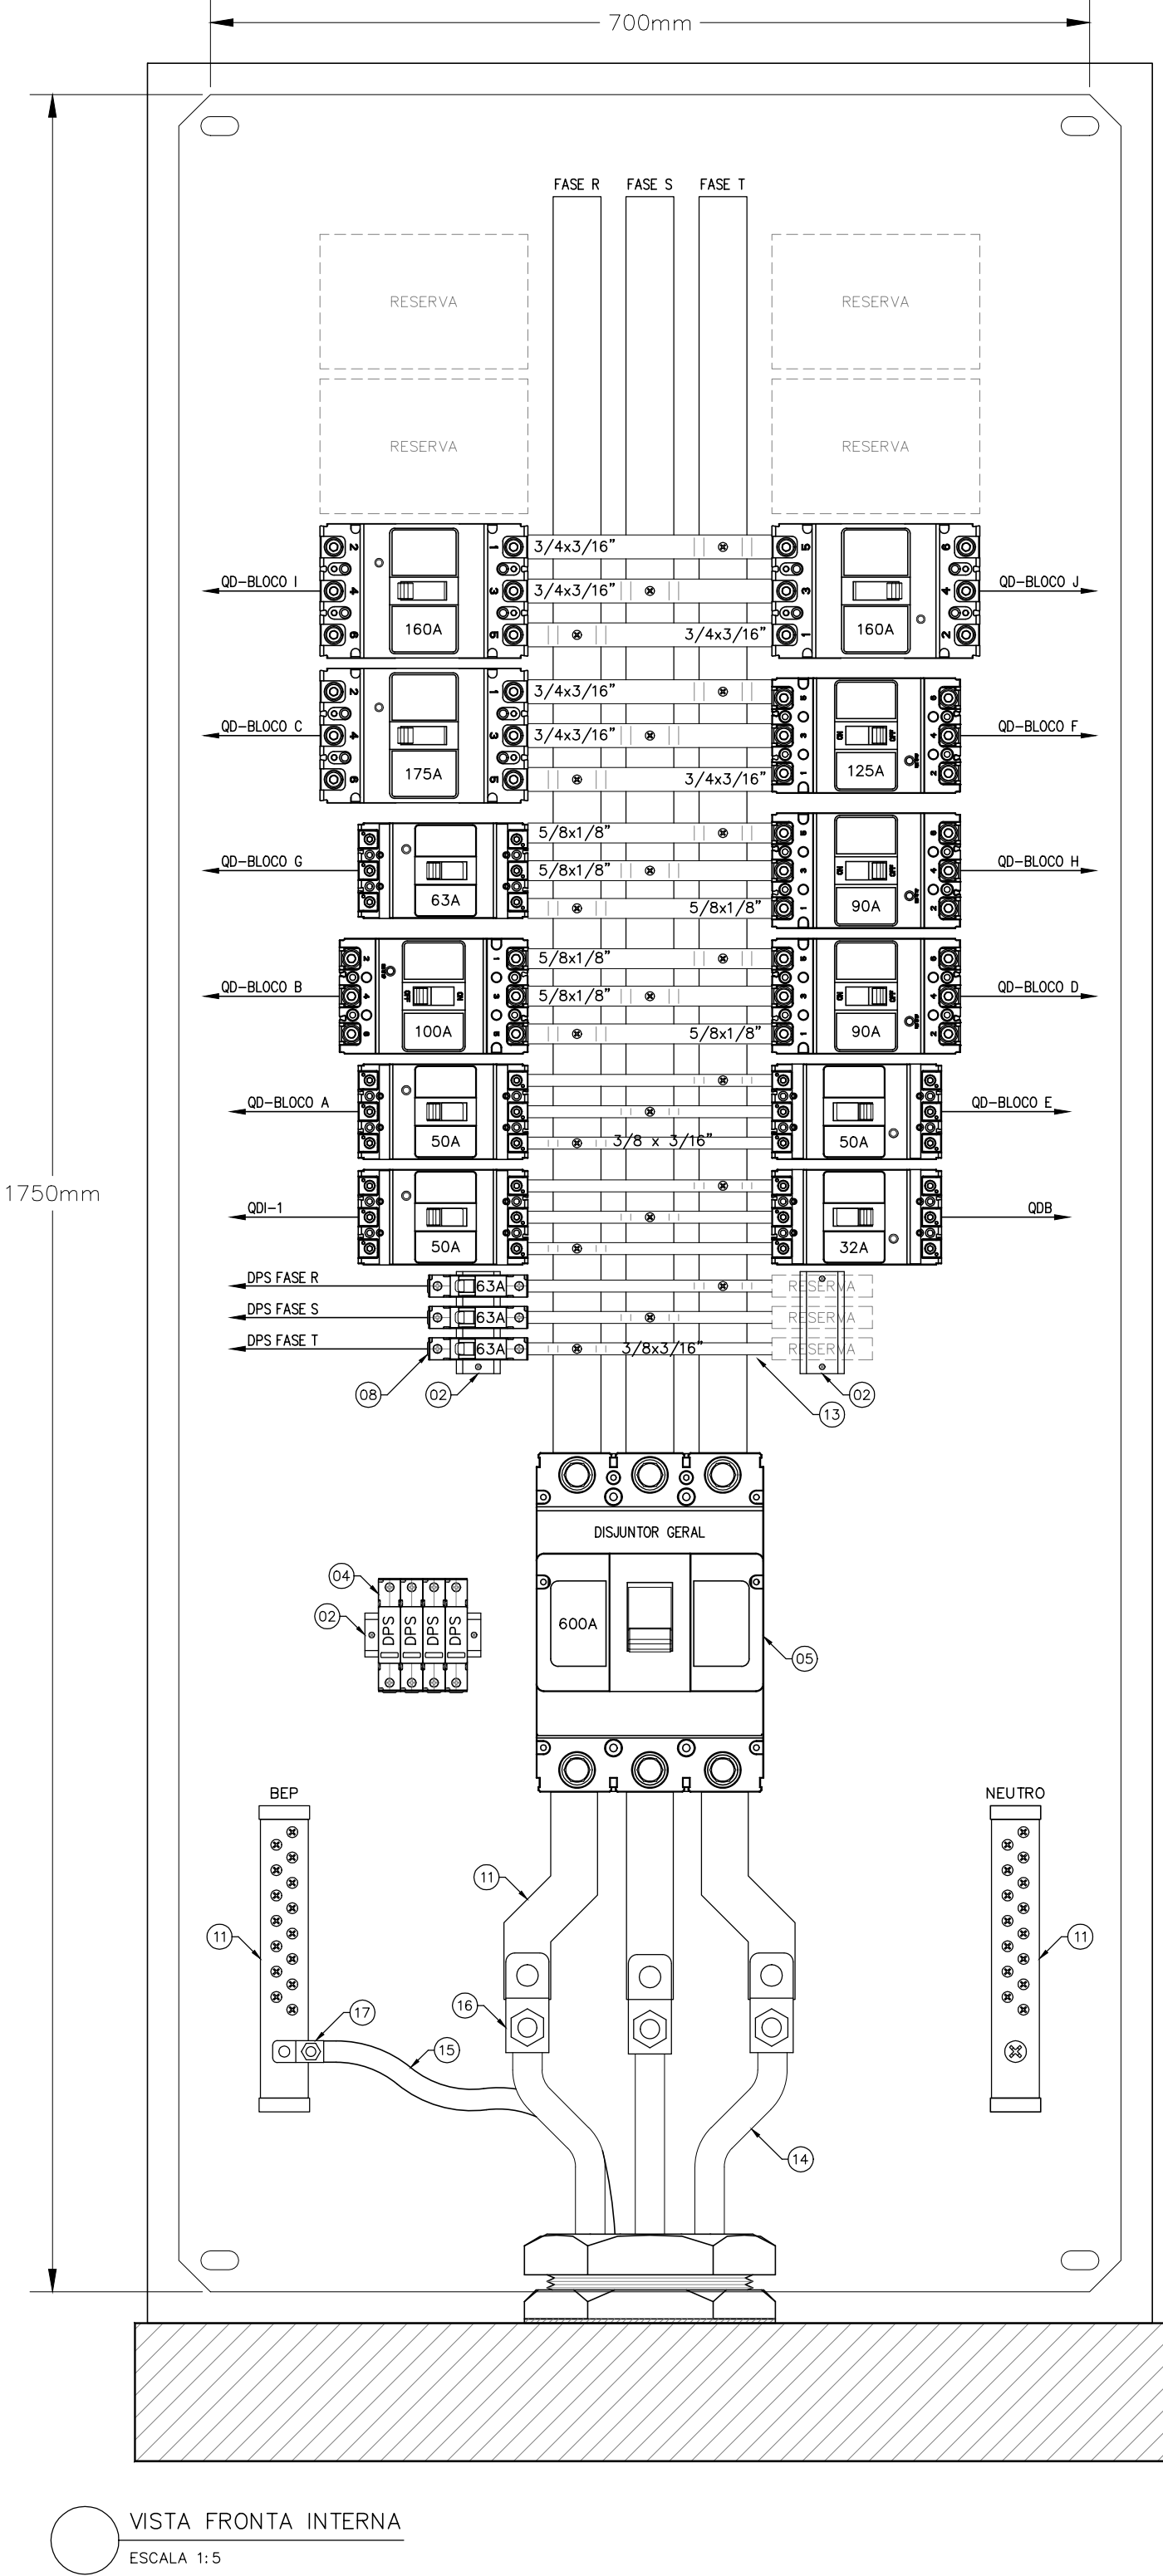 700mm
FASE R FASE S FASE T
RESERVA RESERVA
RESERVA RESERVA
3/4x3/16"
QD-BLOCO I 3/4x3/16" QD-BLOCO J
160A 3/4x3/16" 160A
3/4x3/16"
QD-BLOCO C 3/4x3/16" QD-BLOCO F
175A 3/4x3/16" 125A
5/8x1/8"
QD-BLOCO G 5/8x1/8" QD-BLOCO H
63A 5/8x1/8" 90A
5/8x1/8"
QD-BLOCO B 5/8x1/8" QD-BLOCO D
100A 5/8x1/8" 90A
QD-BLOCO A QD-BLOCO E
50A 3/8 x 3/16" 50A
1750mm
QDI-1 QDB
50A 32A
DPS FASE R 63A RESERVA
DPS FASE S 63A RESERVA
DPS FASE T 63A 3/8x3/16" RESERVA
08 02 02
13
DISJUNTOR GERAL
04
02 DPS DPS DPS DPS 600A
05
BEP NEUTRO
11
11 11
16
17
15
14
VISTA FRONTA INTERNA
ESCALA 1:5